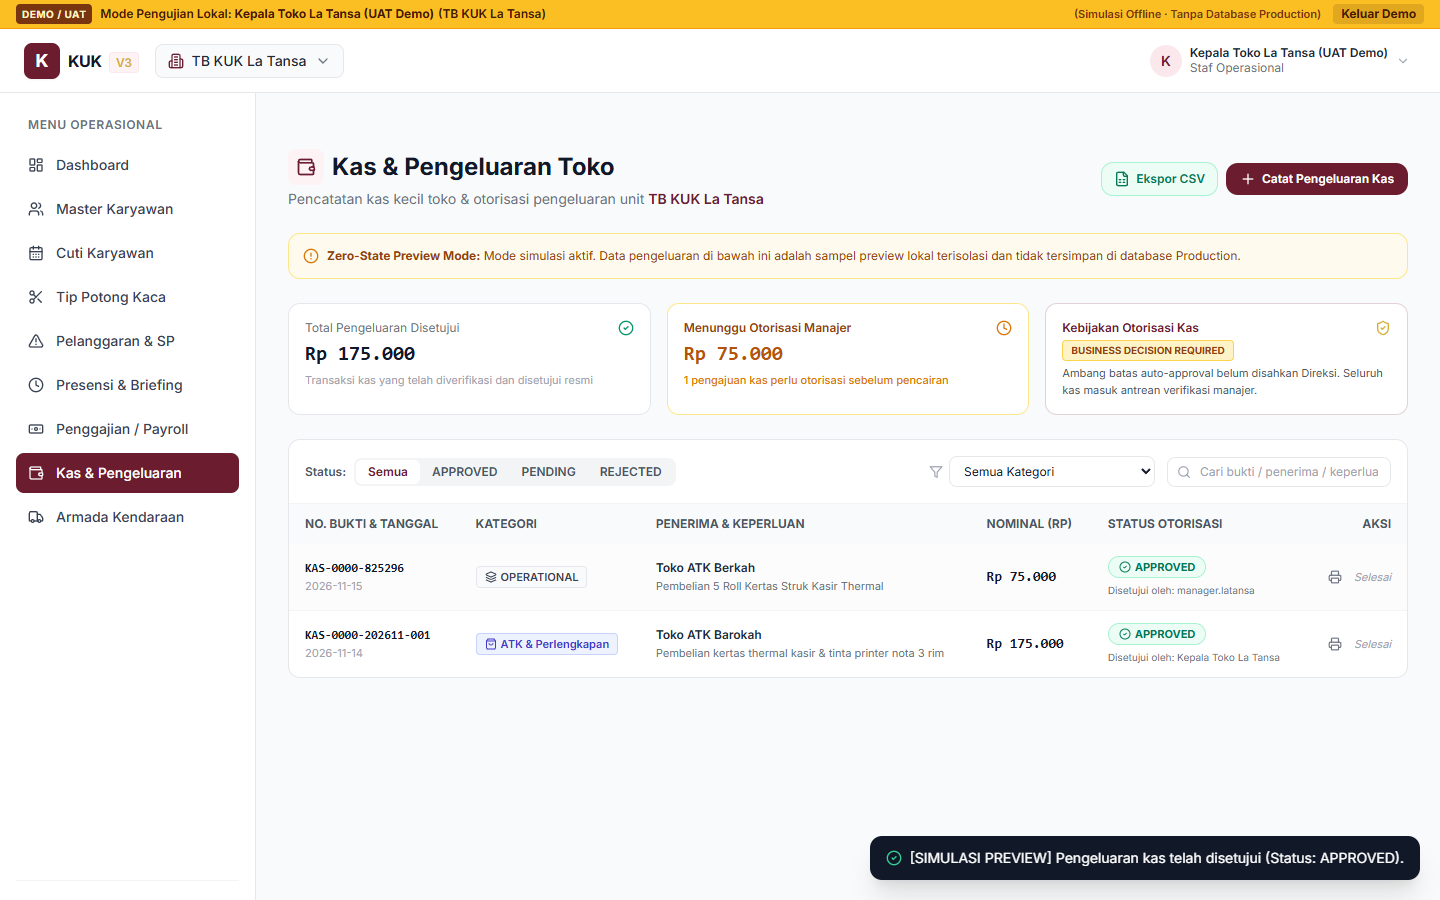 DEMO / UAT Mode Pengujian Lokal: Kepala Toko La Tansa (UAT Demo) (TB KUK La Tansa) (Simulasi Offline · Tanpa Database Production) Keluar Demo
K KUK V3 TB KUK La Tansa
K Kepala Toko La Tansa (UAT Demo)
Staf Operasional
MENU OPERASIONAL
Dashboard
Master Karyawan
Cuti Karyawan
Tip Potong Kaca
Pelanggaran & SP
Presensi & Briefing
Penggajian / Payroll
Kas & Pengeluaran
Armada Kendaraan
Kas & Pengeluaran Toko
Pencatatan kas kecil toko & otorisasi pengeluaran unit TB KUK La Tansa
Ekspor CSV
Catat Pengeluaran Kas
Zero-State Preview Mode: Mode simulasi aktif. Data pengeluaran di bawah ini adalah sampel preview lokal terisolasi dan tidak tersimpan di database Production.
Total Pengeluaran Disetujui
Rp 175.000
Transaksi kas yang telah diverifikasi dan disetujui resmi
Menunggu Otorisasi Manajer
Rp 75.000
1 pengajuan kas perlu otorisasi sebelum pencairan
Kebijakan Otorisasi Kas
BUSINESS DECISION REQUIRED
Ambang batas auto-approval belum disahkan Direksi. Seluruh
kas masuk antrean verifikasi manajer.
Status: Semua APPROVED PENDING REJECTED
Semua Kategori
Cari bukti / penerima / keperlua
NO. BUKTI & TANGGAL KATEGORI PENERIMA & KEPERLUAN NOMINAL (RP) STATUS OTORISASI AKSI
KAS-0000-825296
2026-11-15
OPERATIONAL
Toko ATK Berkah
Pembelian 5 Roll Kertas Struk Kasir Thermal
Rp 75.000
APPROVED
Disetujui oleh: manager.latansa
Selesai
KAS-0000-202611-001
2026-11-14
ATK & Perlengkapan
Toko ATK Barokah
Pembelian kertas thermal kasir & tinta printer nota 3 rim
Rp 175.000
APPROVED
Disetujui oleh: Kepala Toko La Tansa
Selesai
[SIMULASI PREVIEW] Pengeluaran kas telah disetujui (Status: APPROVED).